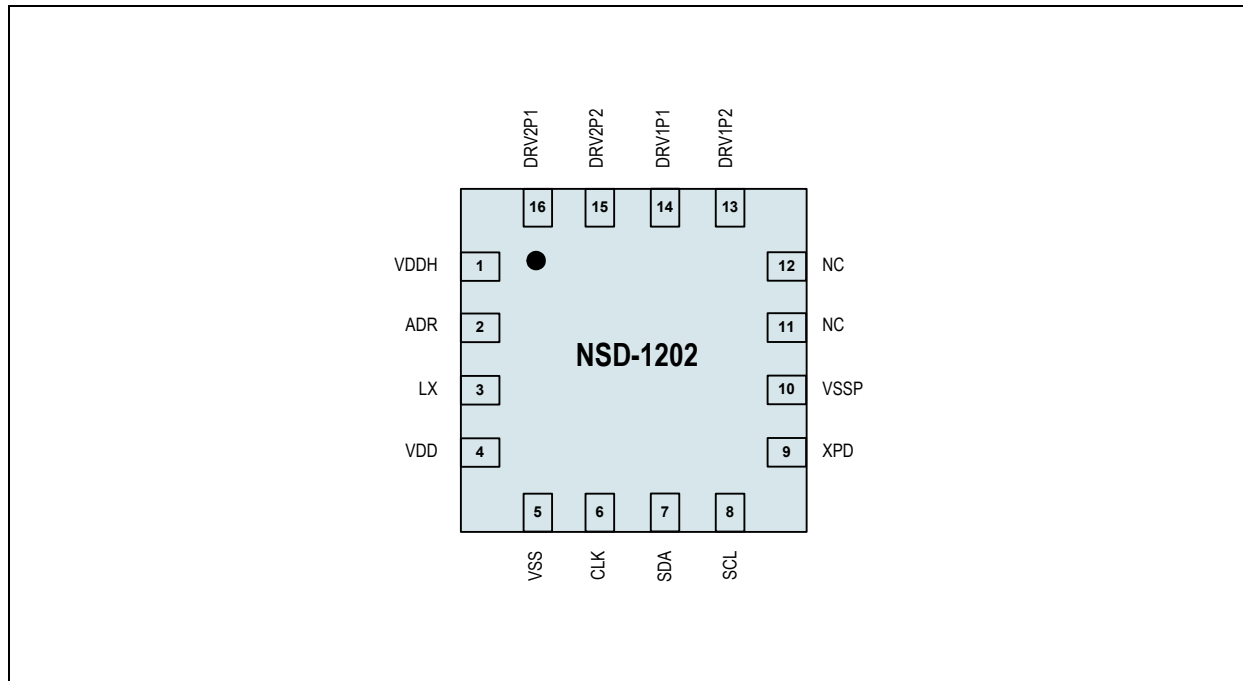 DRV2P1 DRV2P2 DRV1P1 DRV1P2
16 15 14 13
VDDH 1 12 NC
ADR 2 11 NC
NSD-1202
LX 3 10 VSSP
VDD 4 9 XPD
5 6 7 8
VSS CLK SDA SCL